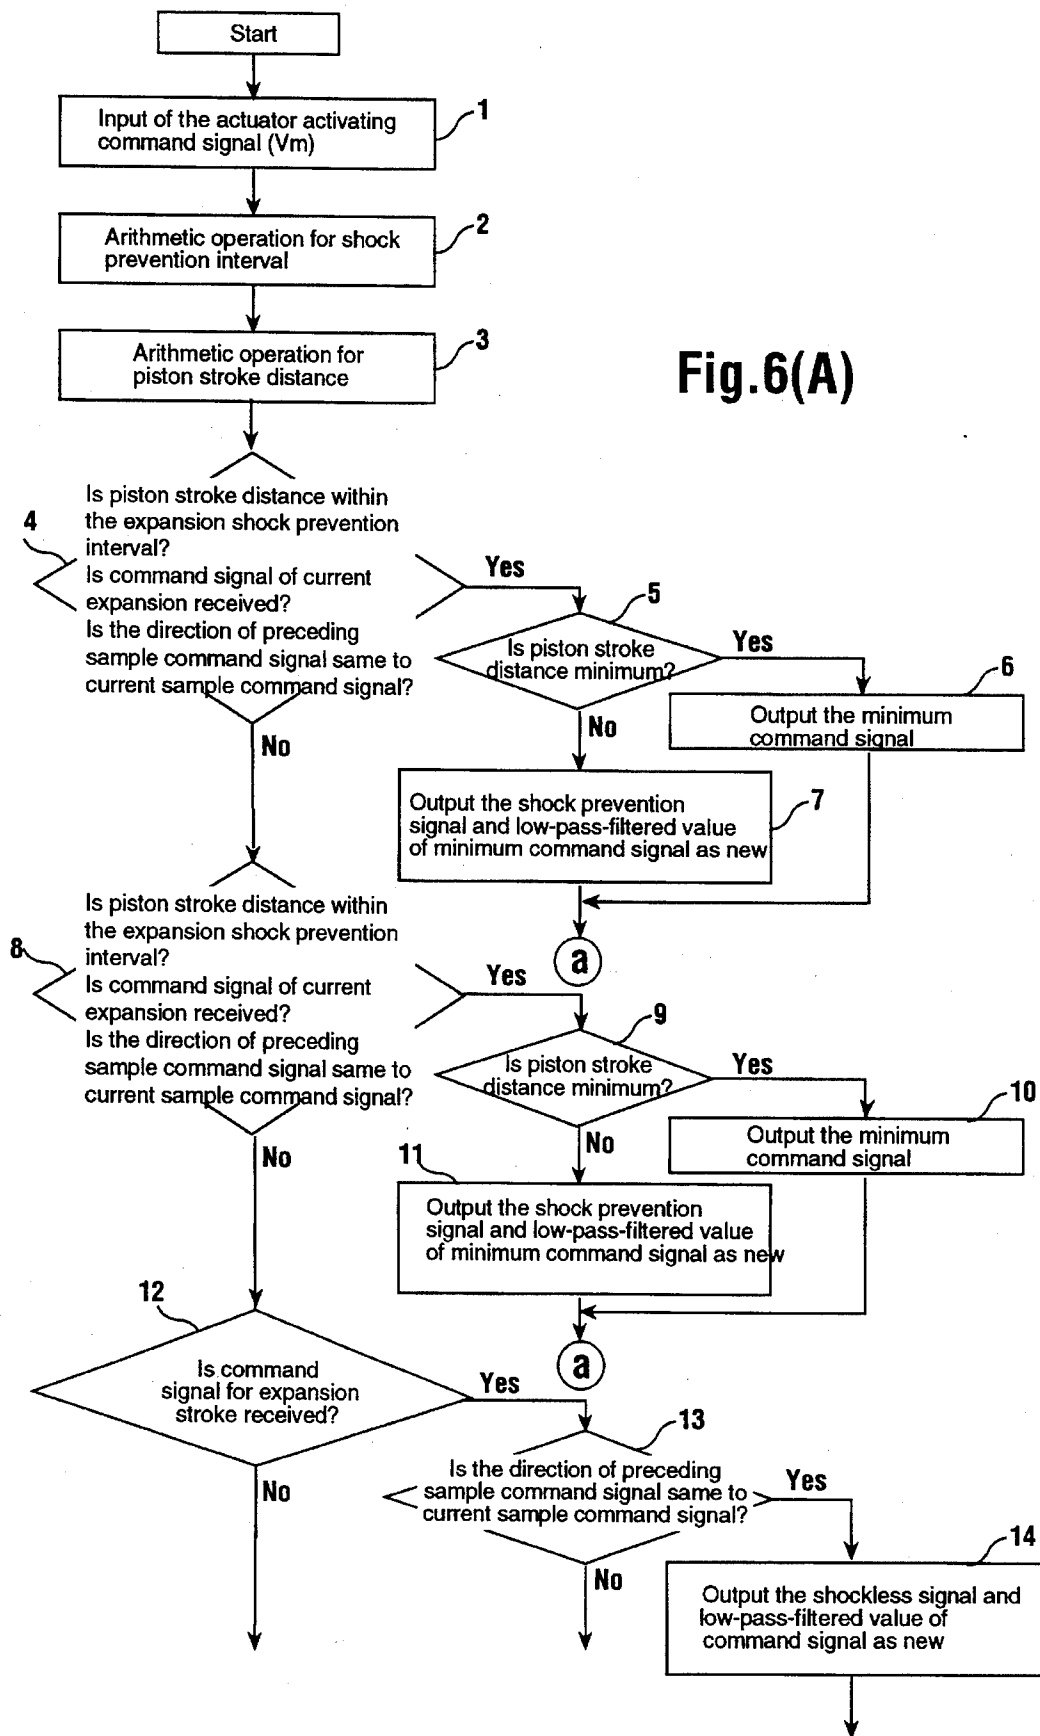 Start
Input of the actuator activating
command signal (Vm)
1
Arithmetic operation for shock
prevention interval
2
Arithmetic operation for
piston stroke distance
3
Fig.6(A)
Is piston stroke distance within
the expansion shock prevention
interval?
Is command signal of current
expansion received?
Is the direction of preceding
sample command signal same to
current sample command signal?
4
Yes
No
Is piston stroke
distance minimum?
5
Yes
No
Output the minimum
command signal
6
Output the shock prevention
signal and low-pass-filtered value
of minimum command signal as new
7
a
Is piston stroke distance within
the expansion shock prevention
interval?
Is command signal of current
expansion received?
Is the direction of preceding
sample command signal same to
current sample command signal?
8
Yes
No
Is piston stroke
distance minimum?
9
Yes
No
Output the minimum
command signal
10
Output the shock prevention
signal and low-pass-filtered value
of minimum command signal as new
11
a
Is command
signal for expansion
stroke received?
12
Yes
No
Is the direction of preceding
sample command signal same to
current sample command signal?
13
Yes
No
Output the shockless signal and
low-pass-filtered value of
command signal as new
14